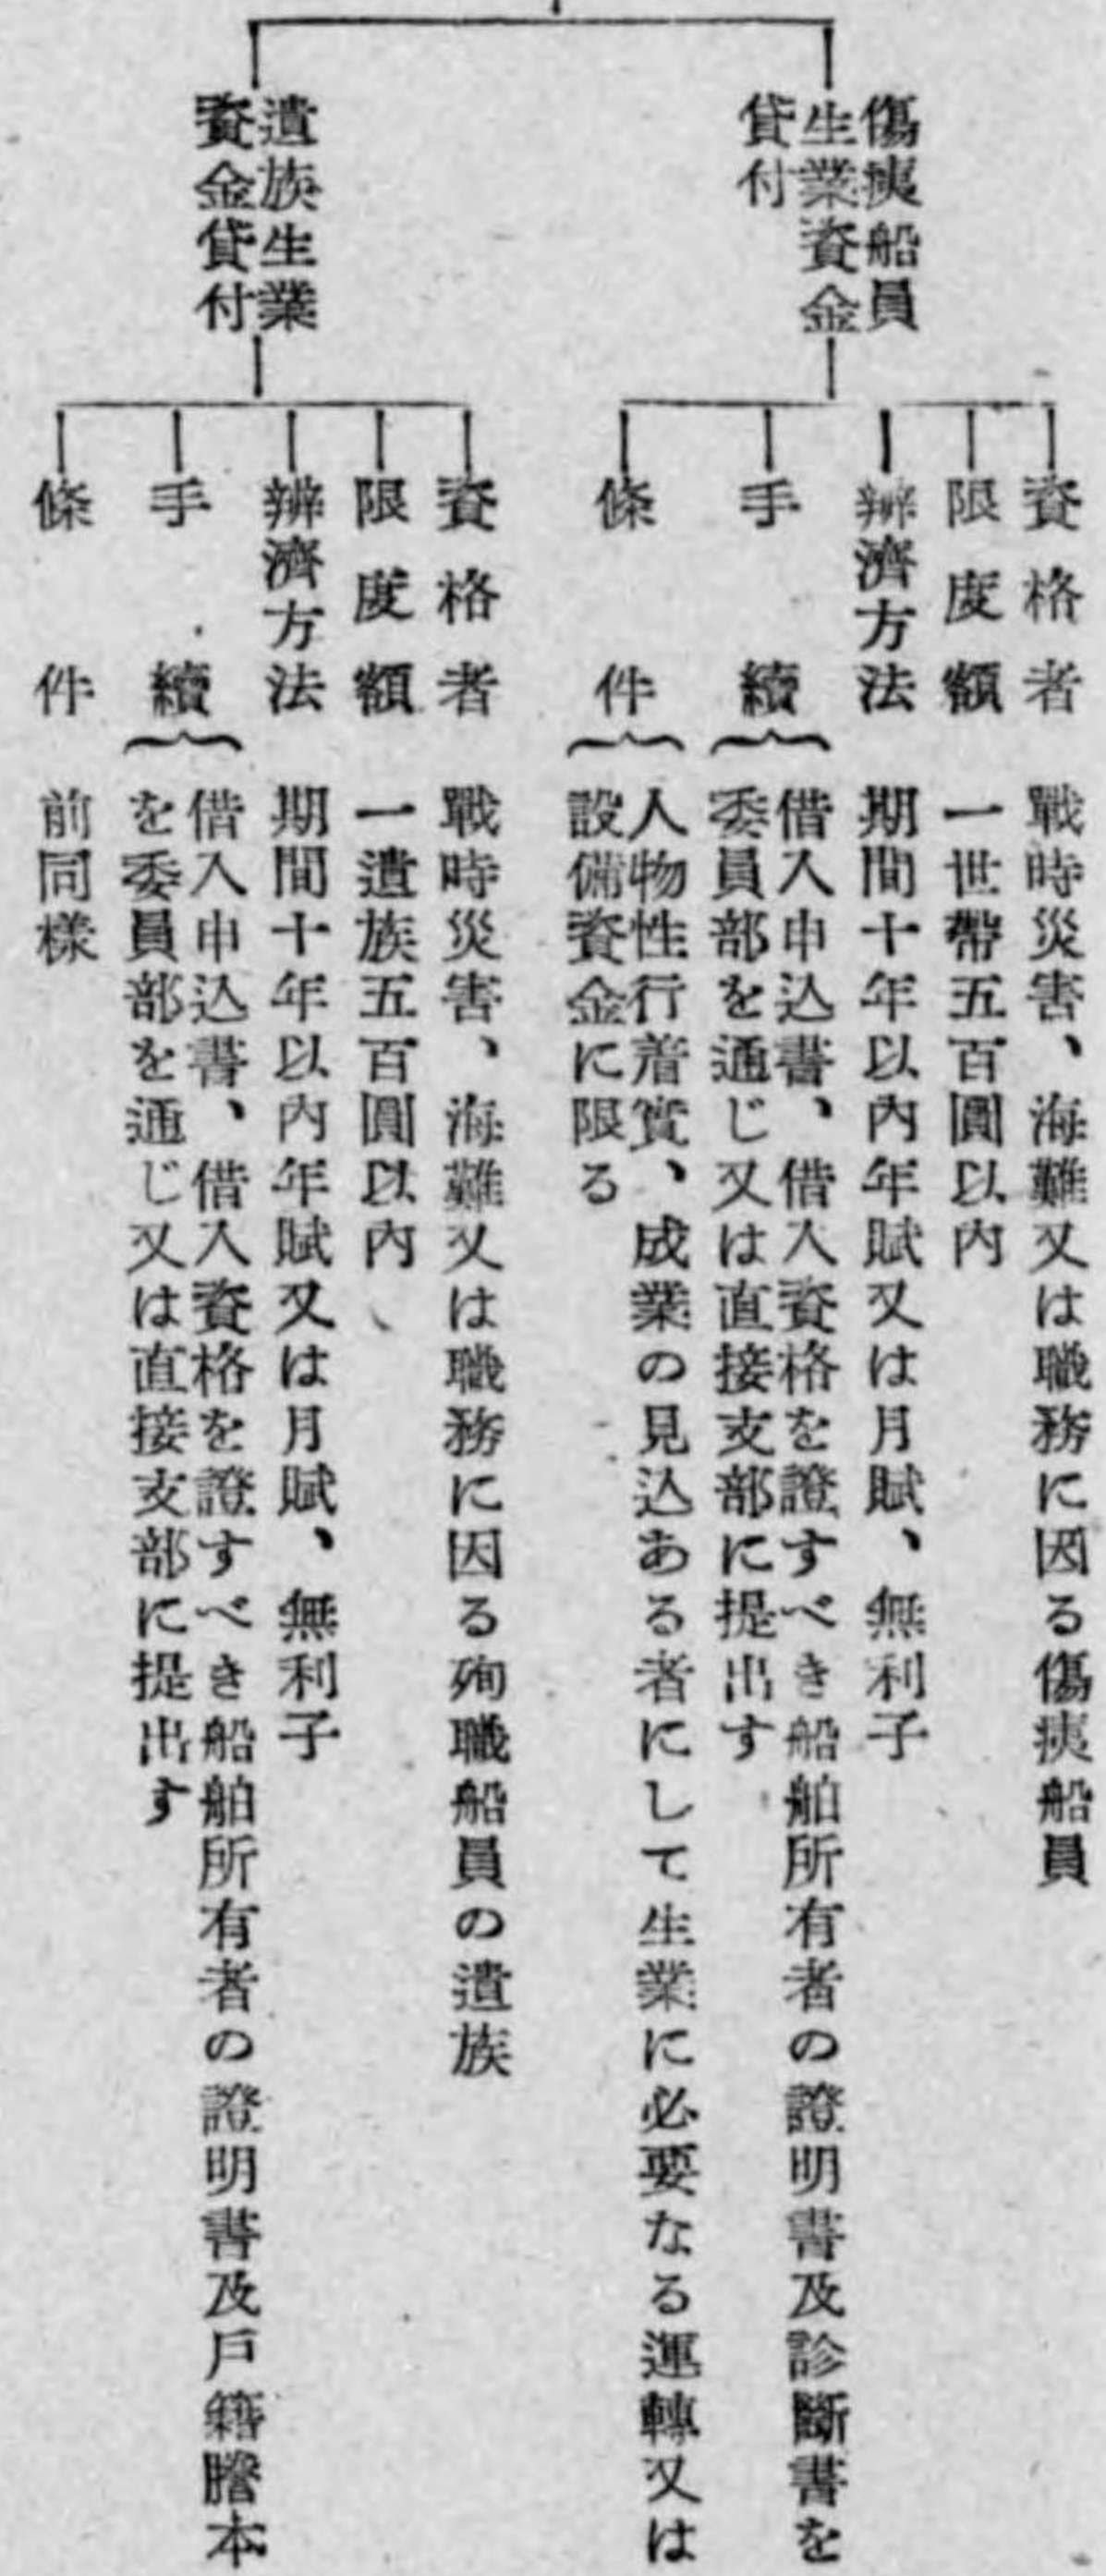 傷痍船員
生業資金
貸付
資格者
戰時災害、海難又は職務に因る傷痍船員
限度額
一世帶五百圓以內
辨濟方法
期間十年以內年賦又は月賦、無利子
手續
借入申込書、借入資格を證すべき船舶所有者の證明書及診斷書を
委員部を通じ又は直接支部に提出す
條件
人物性行着實、成業の見込ある者にして生業に必要なる運轉又は
設備資金に限る
遺族生業
資金貸付
資格者
戰時災害、海難又は職務に因る殉職船員の遺族
限度額
一遺族五百圓以內
辨濟方法
期間十年以內年賦又は月賦、無利子
手續
借入申込書、借入資格を證すべき船舶所有者の證明書及戶籍謄本
を委員部を通じ又は直接支部に提出す
條件
前同樣